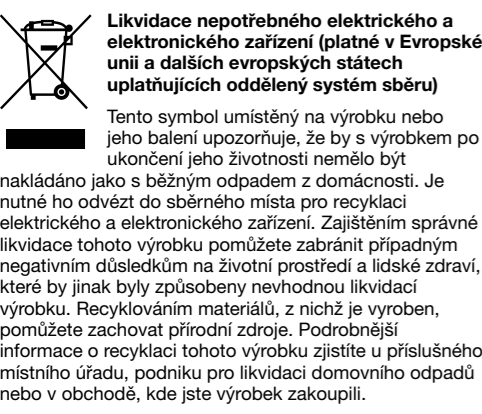 Likvidace nepotřebného elektrického a
elektronického zařízení (platné v Evropské
unii a dalších evropských státech
uplatňujících oddělený systém sběru)
Tento symbol umístěný na výrobku nebo
jeho balení upozorňuje, že by s výrobkem po
ukončení jeho životnosti nemělo být
nakládáno jako s běžným odpadem z domácnosti. Je
nutné ho odvézt do sběrného místa pro recyklaci
elektrického a elektronického zařízení. Zajištěním správné
likvidace tohoto výrobku pomůžete zabránit případným
negativním důsledkům na životní prostředí a lidské zdraví,
které by jinak byly způsobeny nevhodnou likvidací
výrobku. Recyklováním materiálů, z nichž je vyroben,
pomůžete zachovat přírodní zdroje. Podrobnější
informace o recyklaci tohoto výrobku zjistíte u příslušného
místního úřadu, podniku pro likvidaci domovního odpadů
nebo v obchodě, kde jste výrobek zakoupili.